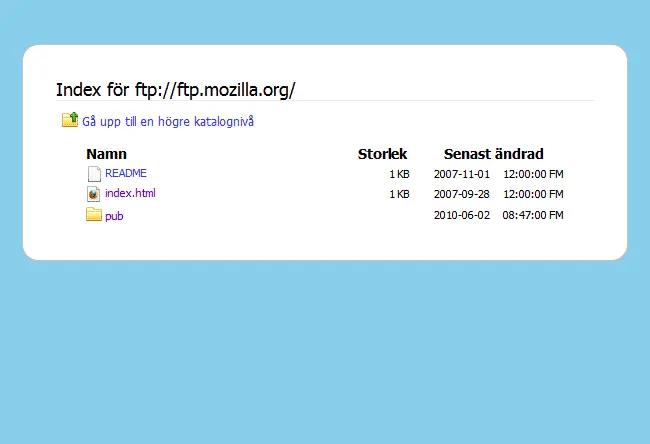 Index för ftp://ftp.mozilla.org/
Gå upp till en högre katalognivå
Namn Storlek Senast ändrad
README 1 KB 2007-11-01 12:00:00 FM
index.html 1 KB 2007-09-28 12:00:00 FM
pub 2010-06-02 08:47:00 FM